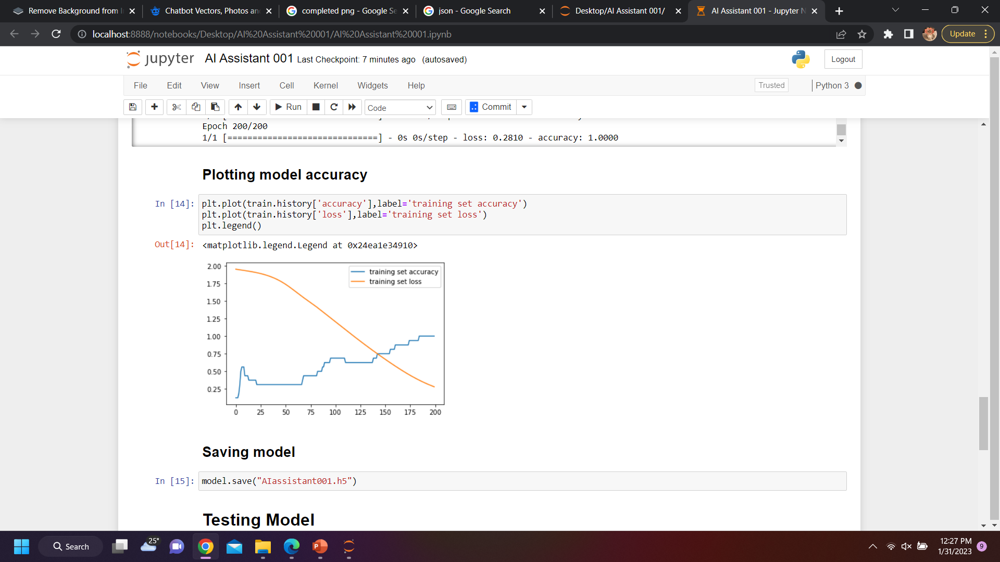 Remove Background from I
Chatbot Vectors, Photos an
completed png - Google Se
json - Google Search
Desktop/AI Assistant 001/
AI Assistant 001 - Jupyter N
localhost:8888/notebooks/Desktop/AI%20Assistant%20001/AI%20Assistant%20001.ipynb
Update
jupyter AI Assistant 001 Last Checkpoint: 7 minutes ago (autosaved)
Logout
File Edit View Insert Cell Kernel Widgets Help
Trusted
Python 3
Run
Code
Commit
Epoch 200/200
1/1 [==============================] - 0s 0s/step - loss: 0.2810 - accuracy: 1.0000
Plotting model accuracy
In [14]:
plt.plot(train.history['accuracy'],label='training set accuracy')
plt.plot(train.history['loss'],label='training set loss')
plt.legend()
Out[14]: <matplotlib.legend.Legend at 0x24ea1e34910>
training set accuracy
training set loss
2.00
1.75
1.50
1.25
1.00
0.75
0.50
0.25
0 25 50 75 100 125 150 175 200
Saving model
In [15]: model.save("AIassistant001.h5")
Testing Model
Search
25°
12:27 PM
1/31/2023
9